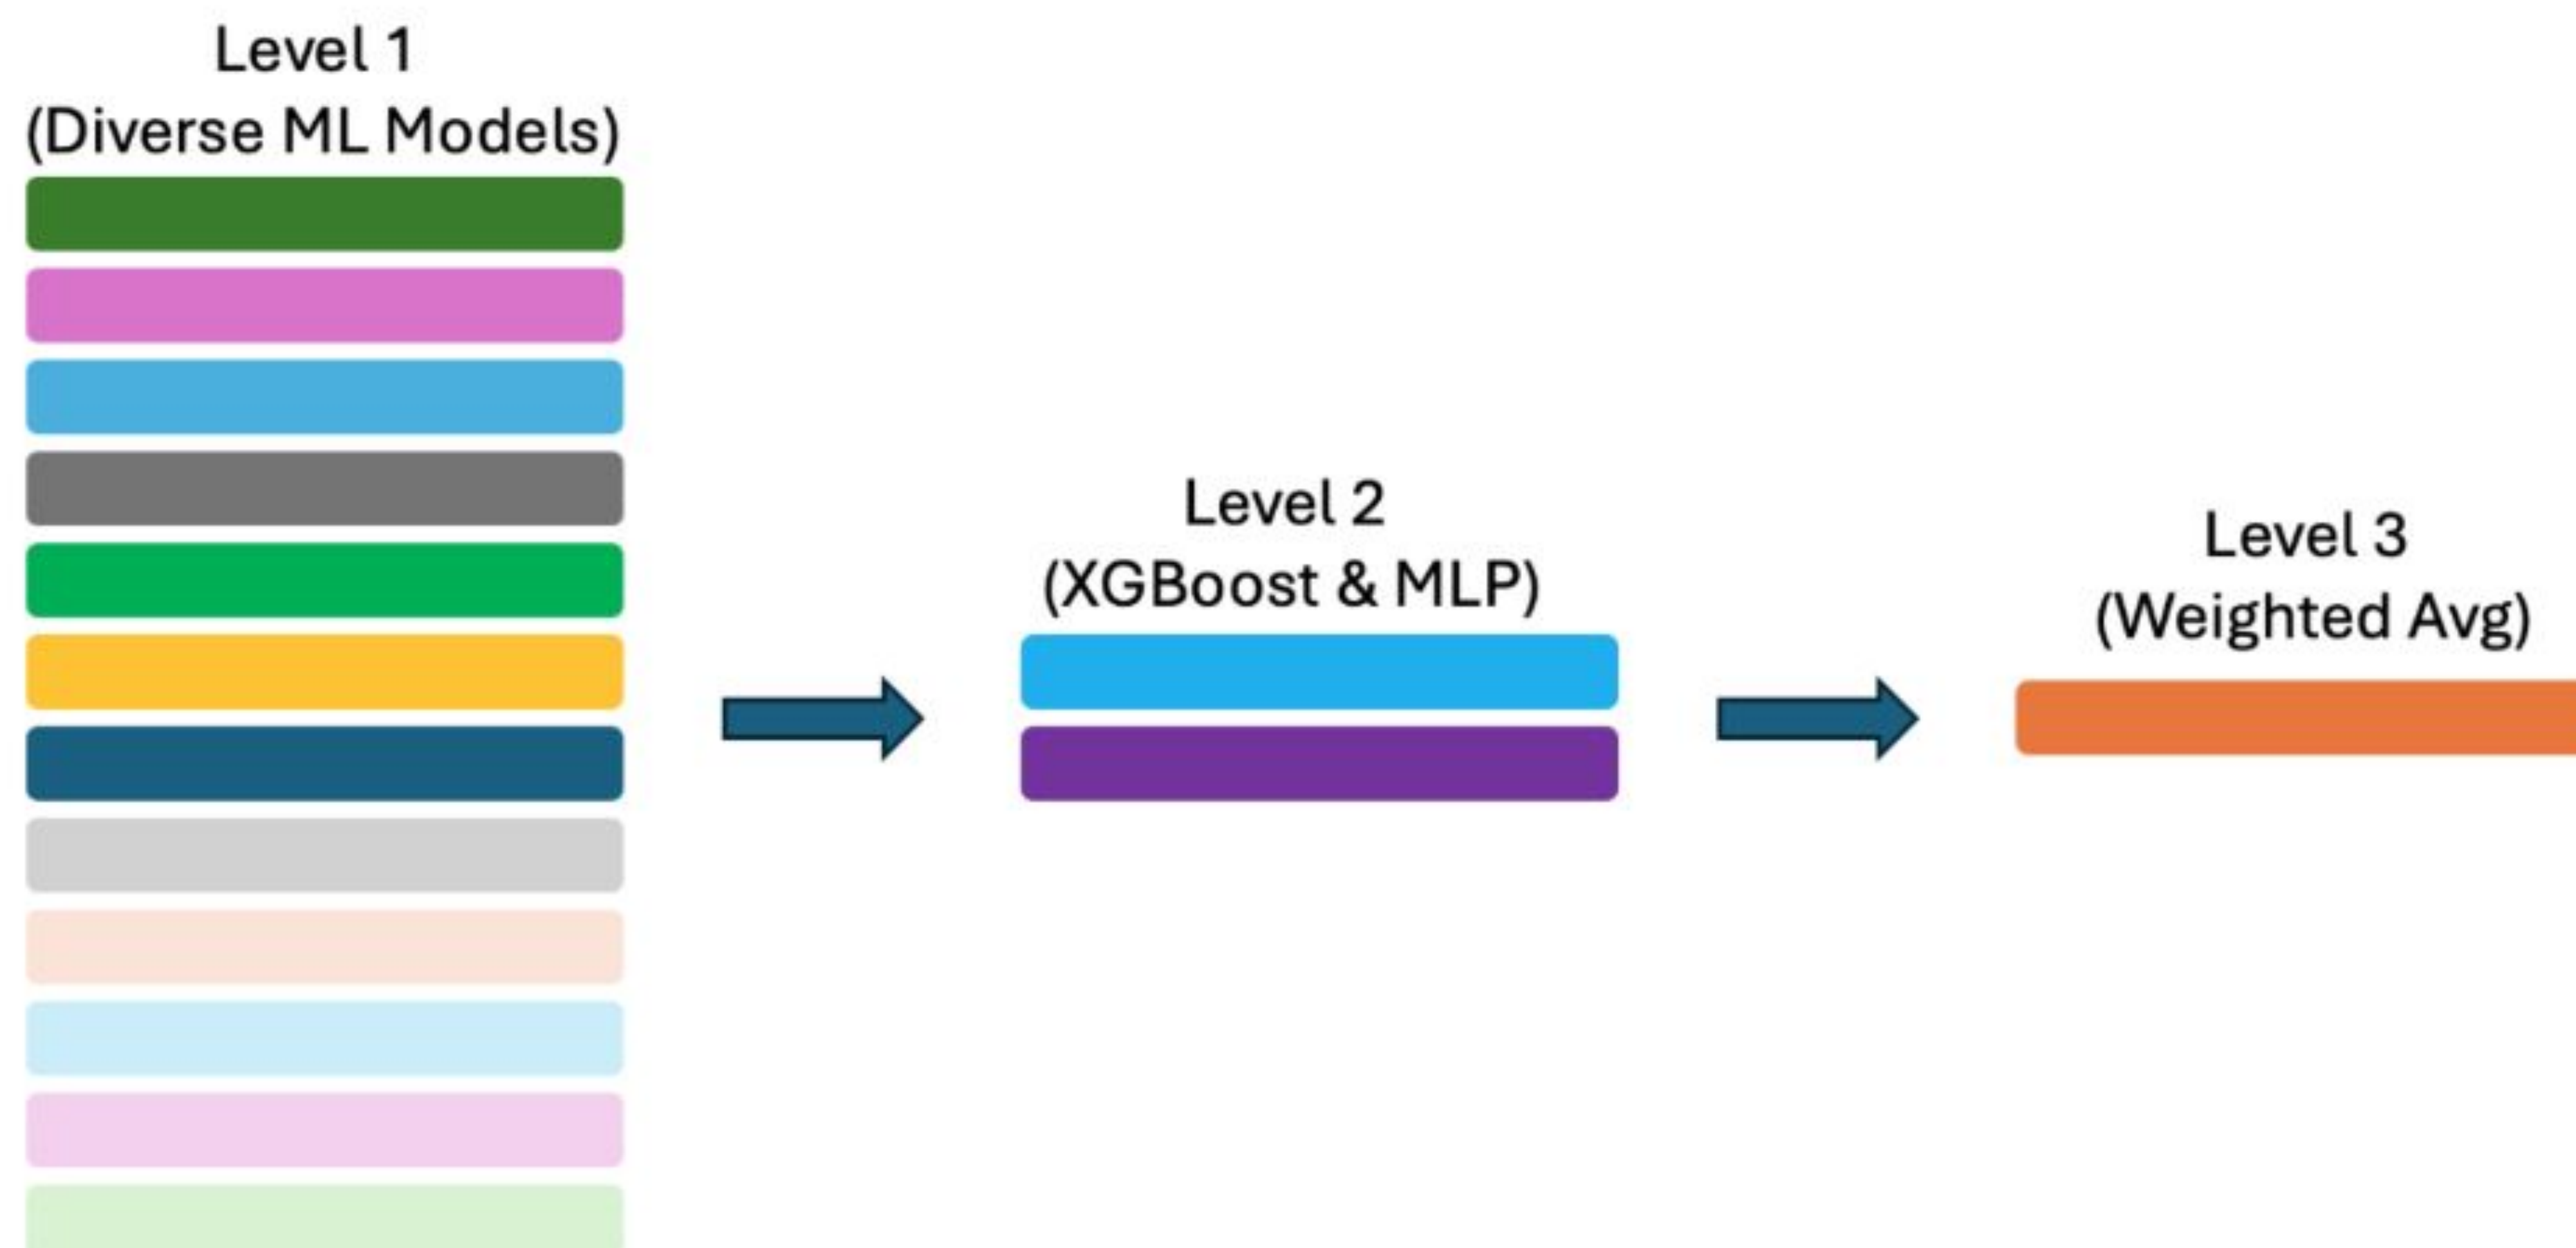 Level 1
(Diverse ML Models)
Level 2
(XGBoost & MLP)
Level 3
(Weighted Avg)